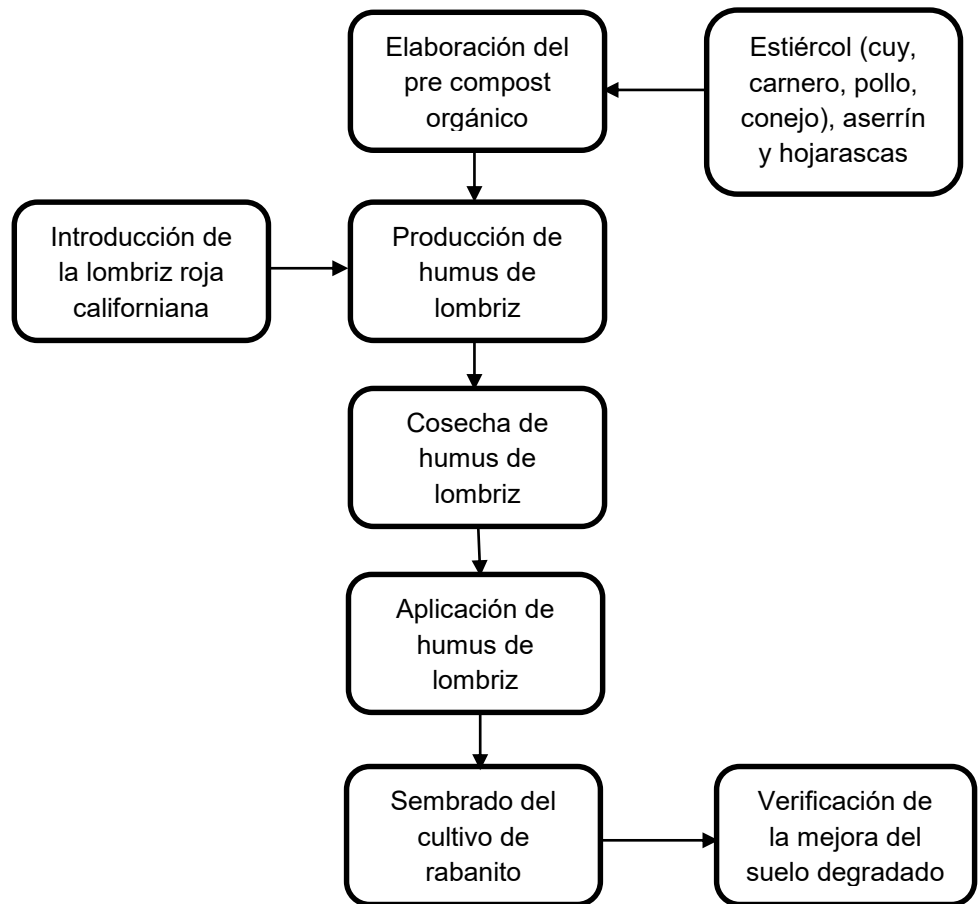 Elaboración del
pre compost
orgánico
Estiércol (cuy,
carnero, pollo,
conejo), aserrín
y hojarascas
Introducción de
la lombriz roja
californiana
Producción de
humus de
lombriz
Cosecha de
humus de
lombriz
Aplicación de
humus de
lombriz
Sembrado del
cultivo de
rabanito
Verificación de
la mejora del
suelo degradado